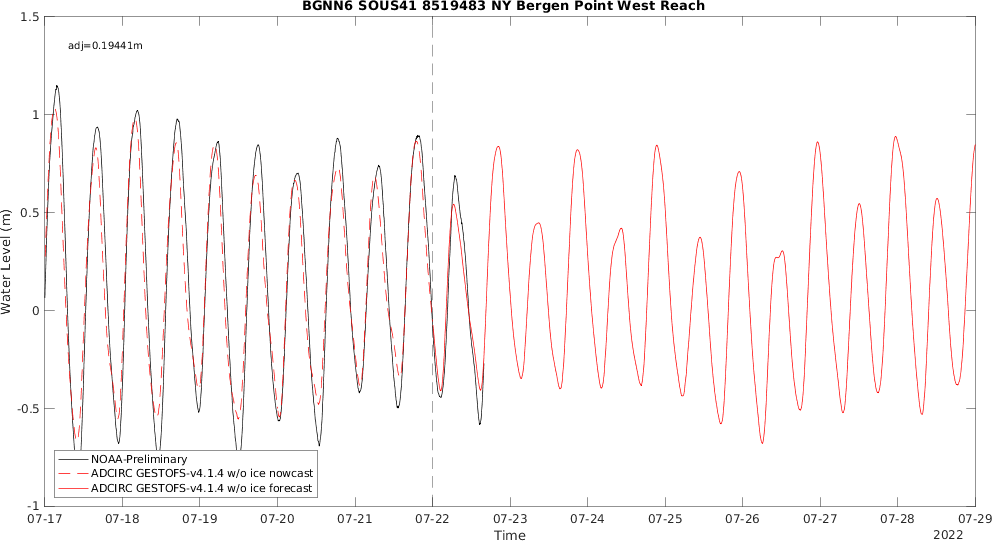 BGNN6 SOUS41 8519483 NY Bergen Point West Reach
1.5
adj=0.19441m
1
0.5
0
-0.5
-1
Water Level (m)
NOAA-Preliminary
ADCIRC GESTOFS-v4.1.4 w/o ice nowcast
ADCIRC GESTOFS-v4.1.4 w/o ice forecast
07-17 07-18 07-19 07-20 07-21 07-22 07-23 07-24 07-25 07-26 07-27 07-28 07-29
Time
2022